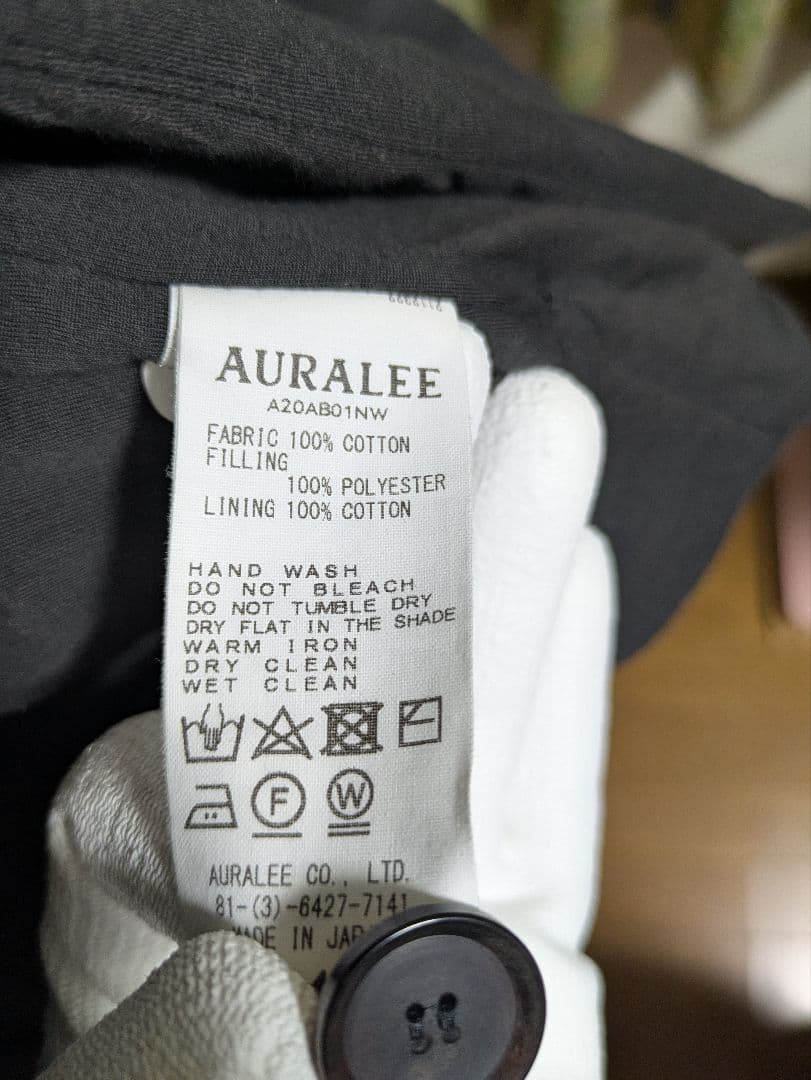 AURALEE
A20AB01NW
FABRIC 100% COTTON
FILLING
100% POLYESTER
LINING 100% COTTON
HAND WASH
DO NOT BLEACH
DO NOT TUMBLE DRY
DRY FLAT IN THE SHADE
WARM IRON
DRY CLEAN
WET CLEAN
F W
AURALEE CO., LTD.
81-(3)-6427-7141
MADE IN